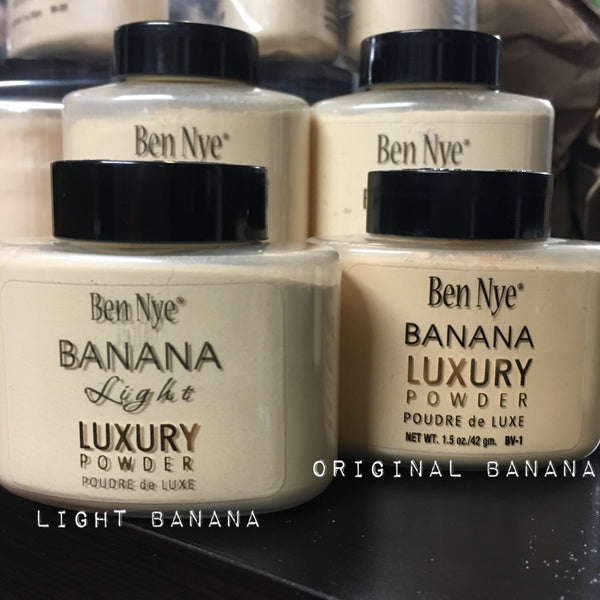 Ben Nye®
Ben Nye®
Ben Nye®
BANANA
Light
LUXURY
POWDER
POUDRE de LUXE
Ben Nye®
BANANA
LUXURY
POWDER
POUDRE de LUXE
NET WT. 1.5 oz./42 gm. BV-1
ORIGINAL BANANA
LIGHT BANANA